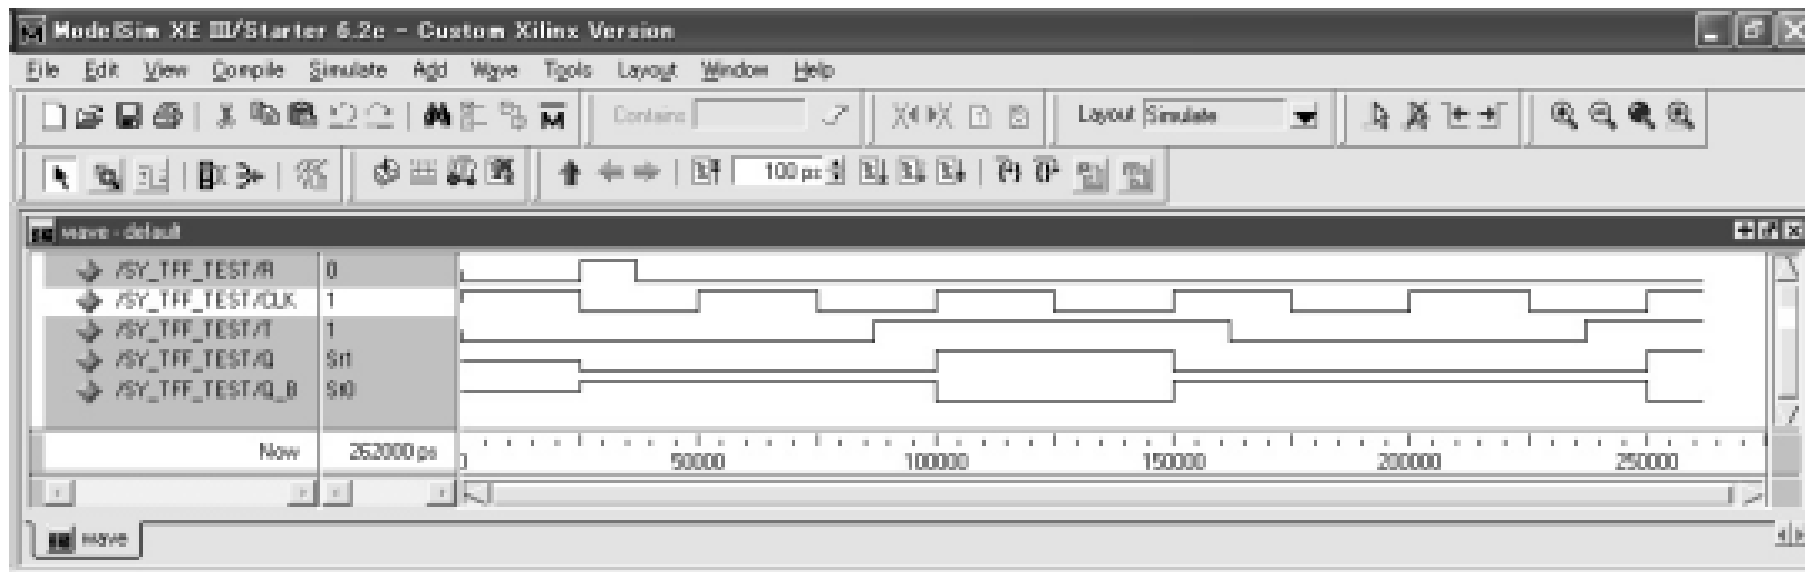 ModelSim XE III/Starter 6.2c - Custom Xilinx Version
File Edit View Compile Simulate Add Wave Tools Layout Window Help
Contains Layout Simulate
100 ps
wave - default
/SY_TFF_TEST/R 0
/SY_TFF_TEST/CLK 1
/SY_TFF_TEST/T 1
/SY_TFF_TEST/Q St1
/SY_TFF_TEST/Q_B St0
Now 262000 ps 0 50000 100000 150000 200000 250000
wave